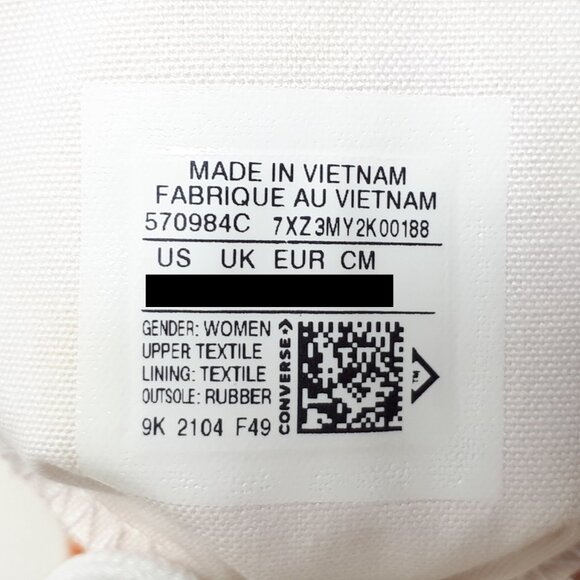 MADE IN VIETNAM
FABRIQUE AU VIETNAM
570984C 7XZ3MY2K00188
US UK EUR CM
GENDER: WOMEN
UPPER TEXTILE
LINING: TEXTILE
OUTSOLE: RUBBER
9K 2104 F49
CONVERSE
TM